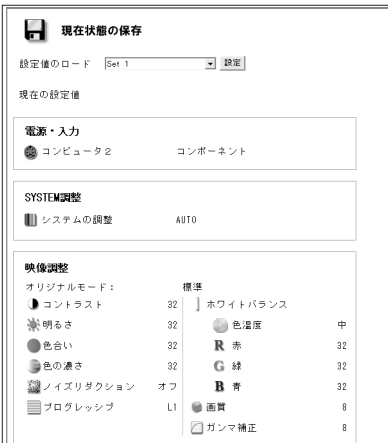 現在状態の保存
設定値のロード Set 1 設定
現在の設定値
電源・入力
コンピュータ2 コンポーネント
SYSTEM調整
システムの調整 AUTO
映像調整
オリジナルモード: 標準
コントラスト 32 ホワイトバランス
明るさ 32 色温度 中
色合い 32 R 赤 32
色の濃さ 32 G 緑 32
ノイズリダクション オフ B 青 32
プログレッシブ L1 画質 8
ガンマ補正 8